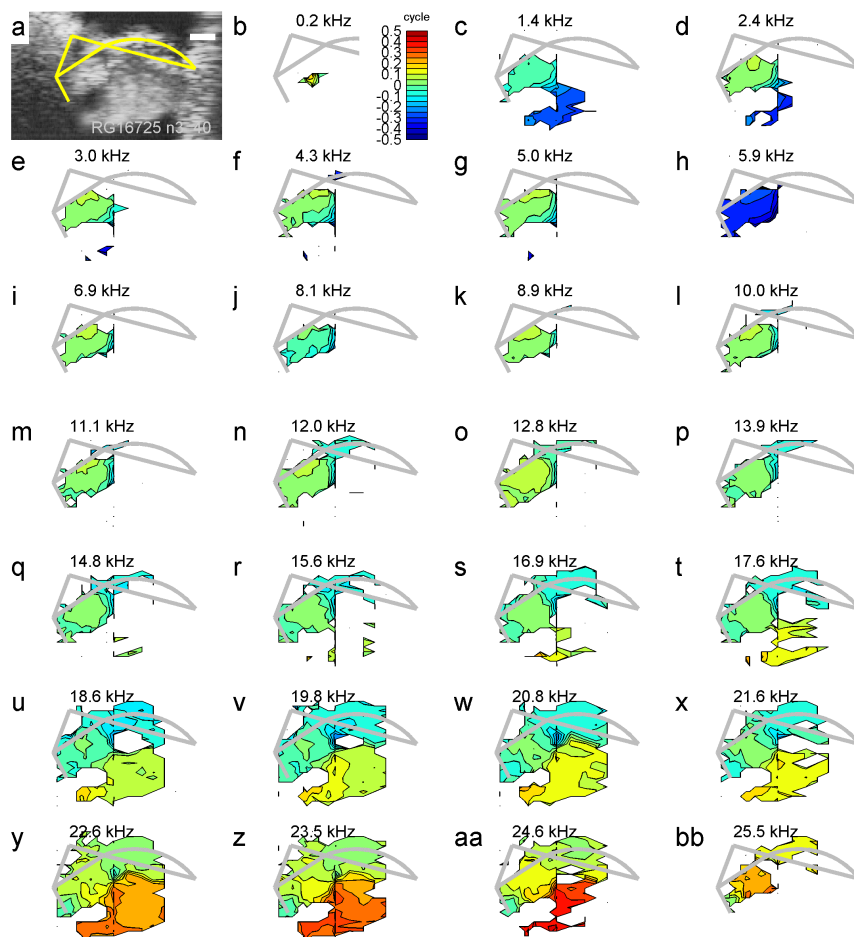 a
RG16725 n3-10
b
0.2 kHz
cycle
0.5
0.4
0.3
0.2
0.1
0
-0.1
-0.2
-0.3
-0.4
-0.5
c
1.4 kHz
d
2.4 kHz
e
3.0 kHz
f
4.3 kHz
g
5.0 kHz
h
5.9 kHz
i
6.9 kHz
j
8.1 kHz
k
8.9 kHz
l
10.0 kHz
m
11.1 kHz
n
12.0 kHz
o
12.8 kHz
p
13.9 kHz
q
14.8 kHz
r
15.6 kHz
s
16.9 kHz
t
17.6 kHz
u
18.6 kHz
v
19.8 kHz
w
20.8 kHz
x
21.6 kHz
y
22.6 kHz
z
23.5 kHz
aa
24.6 kHz
bb
25.5 kHz